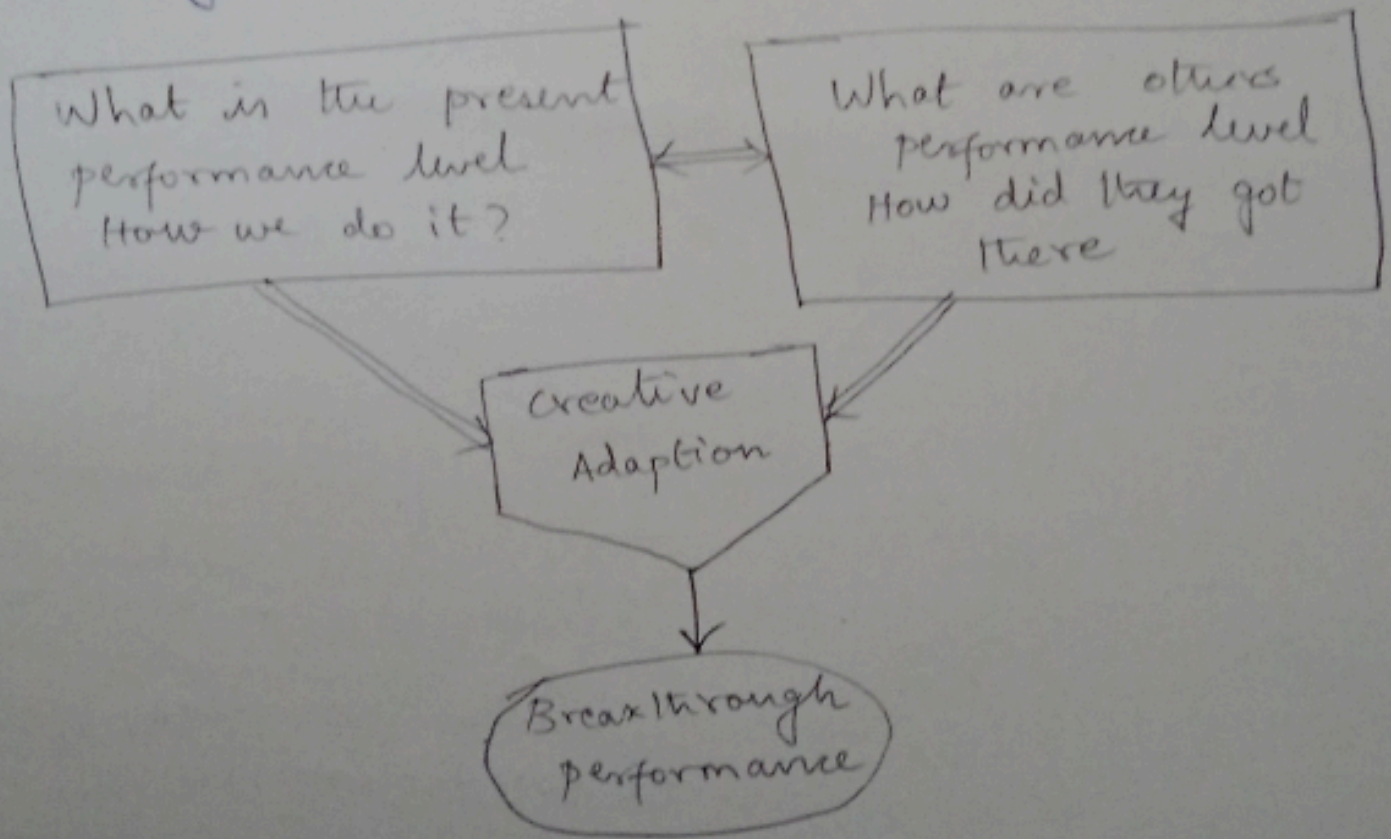 What is the present
performance level
How we do it?
What are others
performance level
How did they got
there
Creative
Adaption
Breakthrough
performance